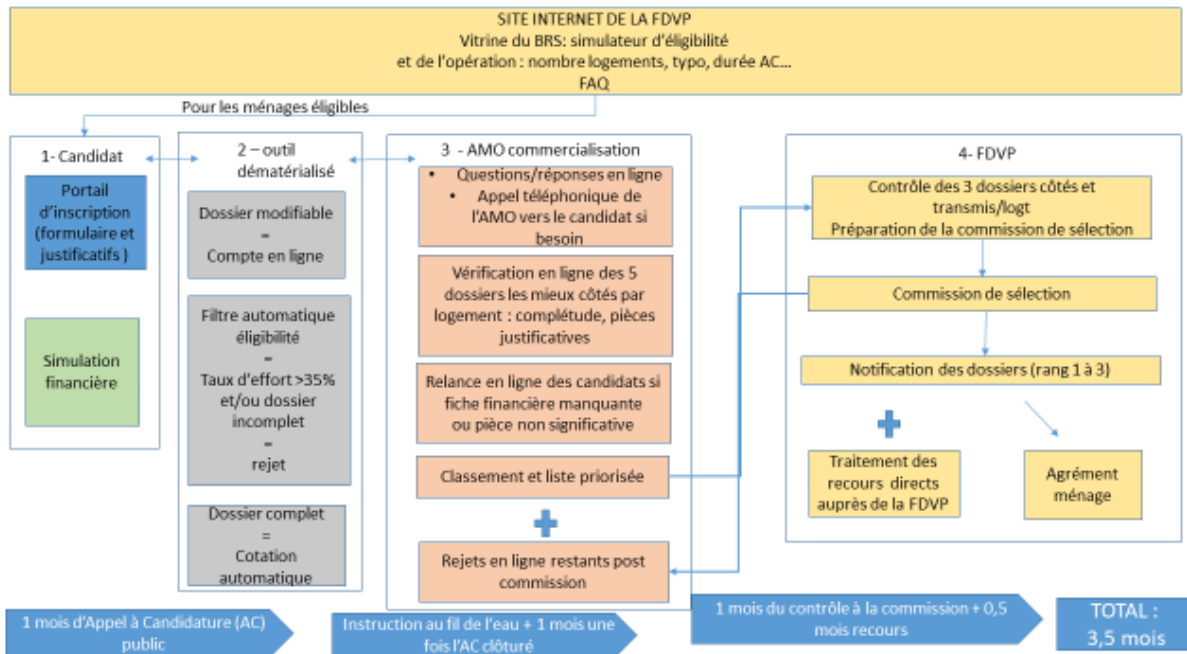 SITE INTERNET DE LA FDVP
Vitrine du BRS: simulateur d'éligibilité
et de l'opération : nombre logements, typo, durée AC...
FAQ
Pour les ménages éligibles
1- Candidat
Portail
d'inscription
(formulaire et
justificatifs )
Simulation
financière
2 – outil
dématérialisé
Dossier modifiable
=
Compte en ligne
Filtre automatique
éligibilité
=
Taux d'effort >35%
et/ou dossier
incomplet
=
rejet
Dossier complet
=
Cotation
automatique
3 - AMO commercialisation
• Questions/réponses en ligne
• Appel téléphonique de
l'AMO vers le candidat si
besoin
Vérification en ligne des 5
dossiers les mieux côtés par
logement : complétude, pièces
justificatives
Relance en ligne des candidats si
fiche financière manquante
ou pièce non significative
Classement et liste priorisée
Rejets en ligne restants post
commission
4- FDVP
Contrôle des 3 dossiers côtés et
transmis/logt
Préparation de la commission de sélection
Commission de sélection
Notification des dossiers (rang 1 à 3)
Traitement des
recours directs
auprès de la FDVP
Agrément
ménage
1 mois d'Appel à Candidature (AC)
public
Instruction au fil de l'eau + 1 mois une
fois l'AC clôturé
1 mois du contrôle à la commission + 0,5
mois recours
TOTAL :
3,5 mois